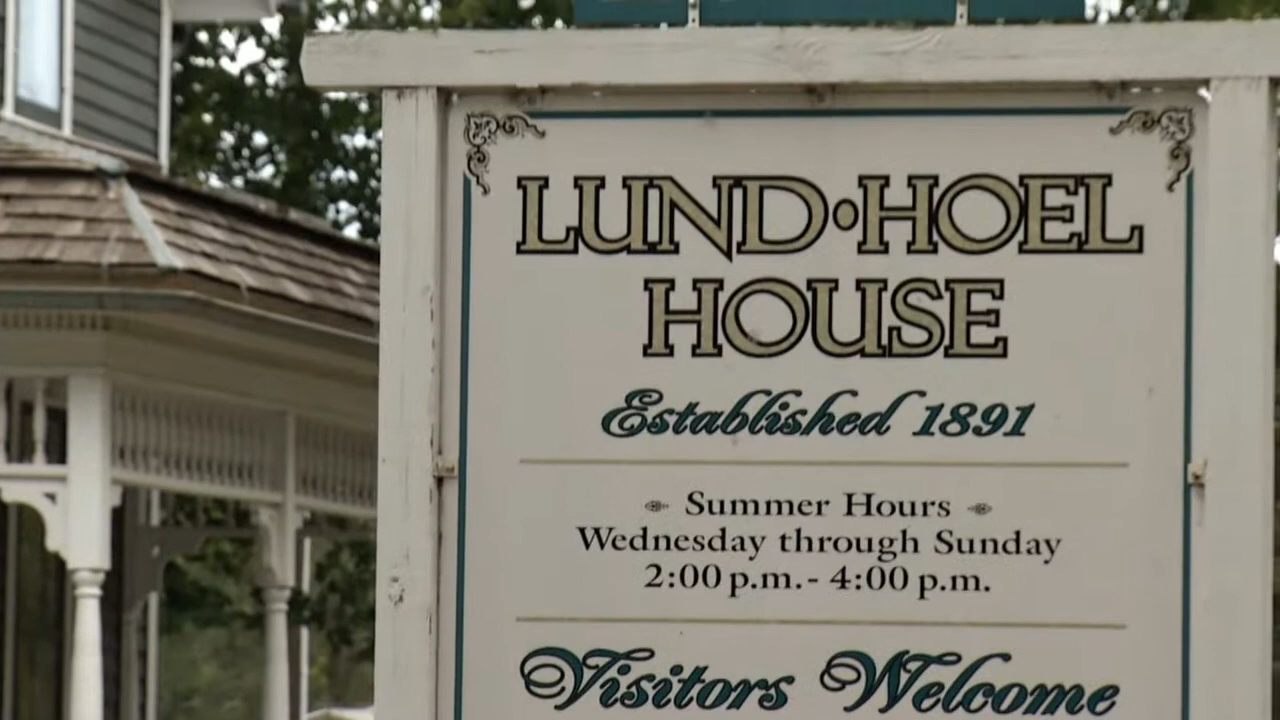 LUND•HOEL
HOUSE
Established 1891
Summer Hours
Wednesday through Sunday
2:00 p.m.- 4:00 p.m.
Visitors Welcome